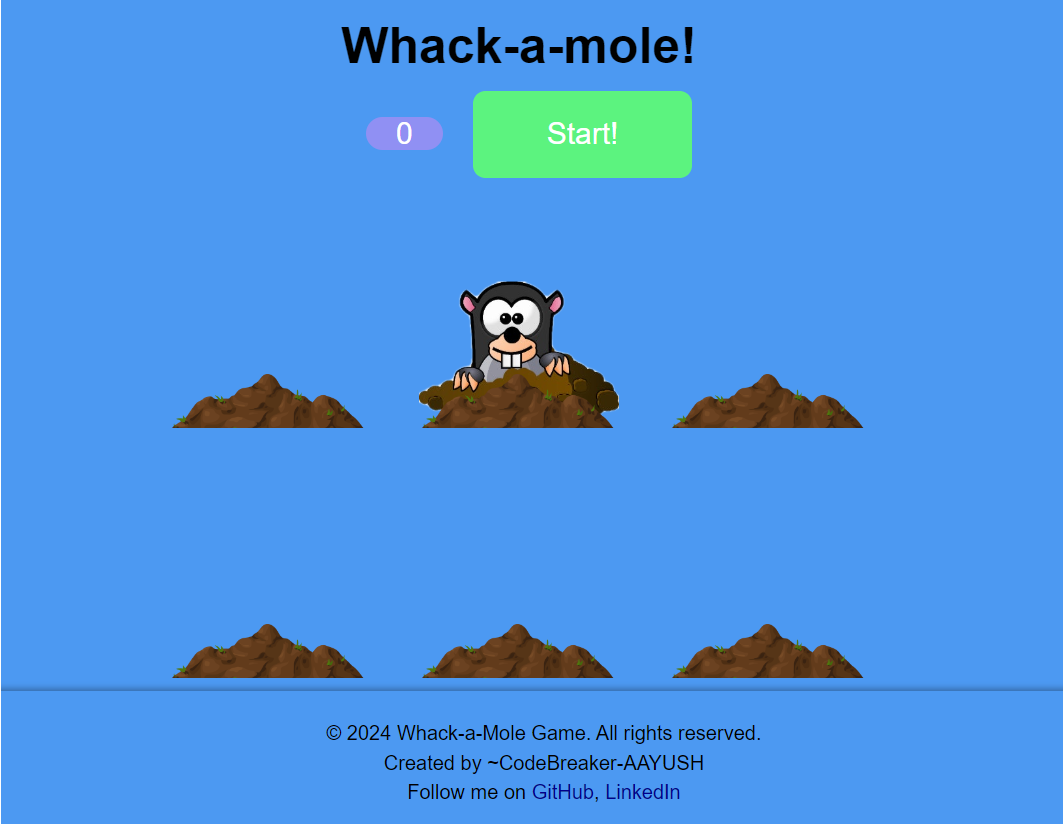 Whack-a-mole!
0 Start!
© 2024 Whack-a-Mole Game. All rights reserved.
Created by ~CodeBreaker-AAYUSH
Follow me on GitHub, LinkedIn